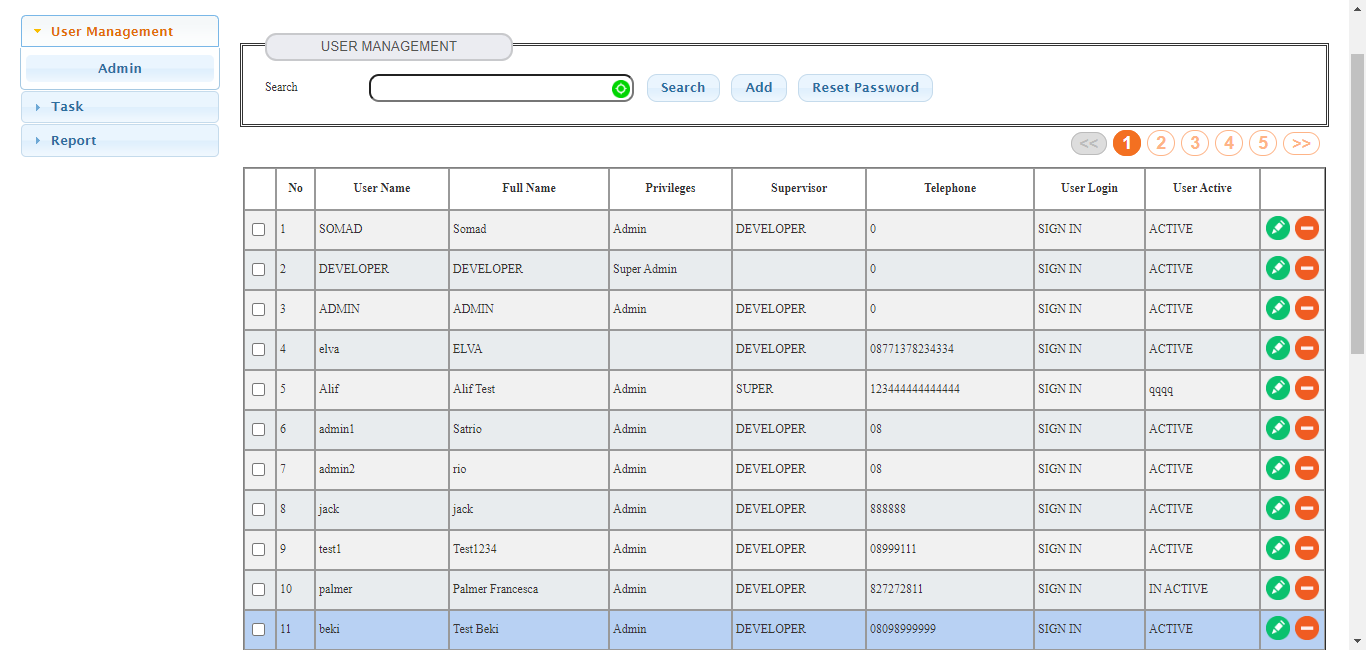 User Management
Admin
Task
Report
USER MANAGEMENT
Search Search Add Reset Password
<< 1 2 3 4 5 >>
No User Name Full Name Privileges Supervisor Telephone User Login User Active
1 SOMAD Somad Admin DEVELOPER 0 SIGN IN ACTIVE
2 DEVELOPER DEVELOPER Super Admin 0 SIGN IN ACTIVE
3 ADMIN ADMIN Admin DEVELOPER 0 SIGN IN ACTIVE
4 elva ELVA DEVELOPER 08771378234334 SIGN IN ACTIVE
5 Alif Alif Test Admin SUPER 123444444444444 SIGN IN qqqq
6 admin1 Satrio Admin DEVELOPER 08 SIGN IN ACTIVE
7 admin2 rio Admin DEVELOPER 08 SIGN IN ACTIVE
8 jack jack Admin DEVELOPER 888888 SIGN IN ACTIVE
9 test1 Test1234 Admin DEVELOPER 08999111 SIGN IN ACTIVE
10 palmer Palmer Francesca Admin DEVELOPER 827272811 SIGN IN IN ACTIVE
11 beki Test Beki Admin DEVELOPER 08098999999 SIGN IN ACTIVE